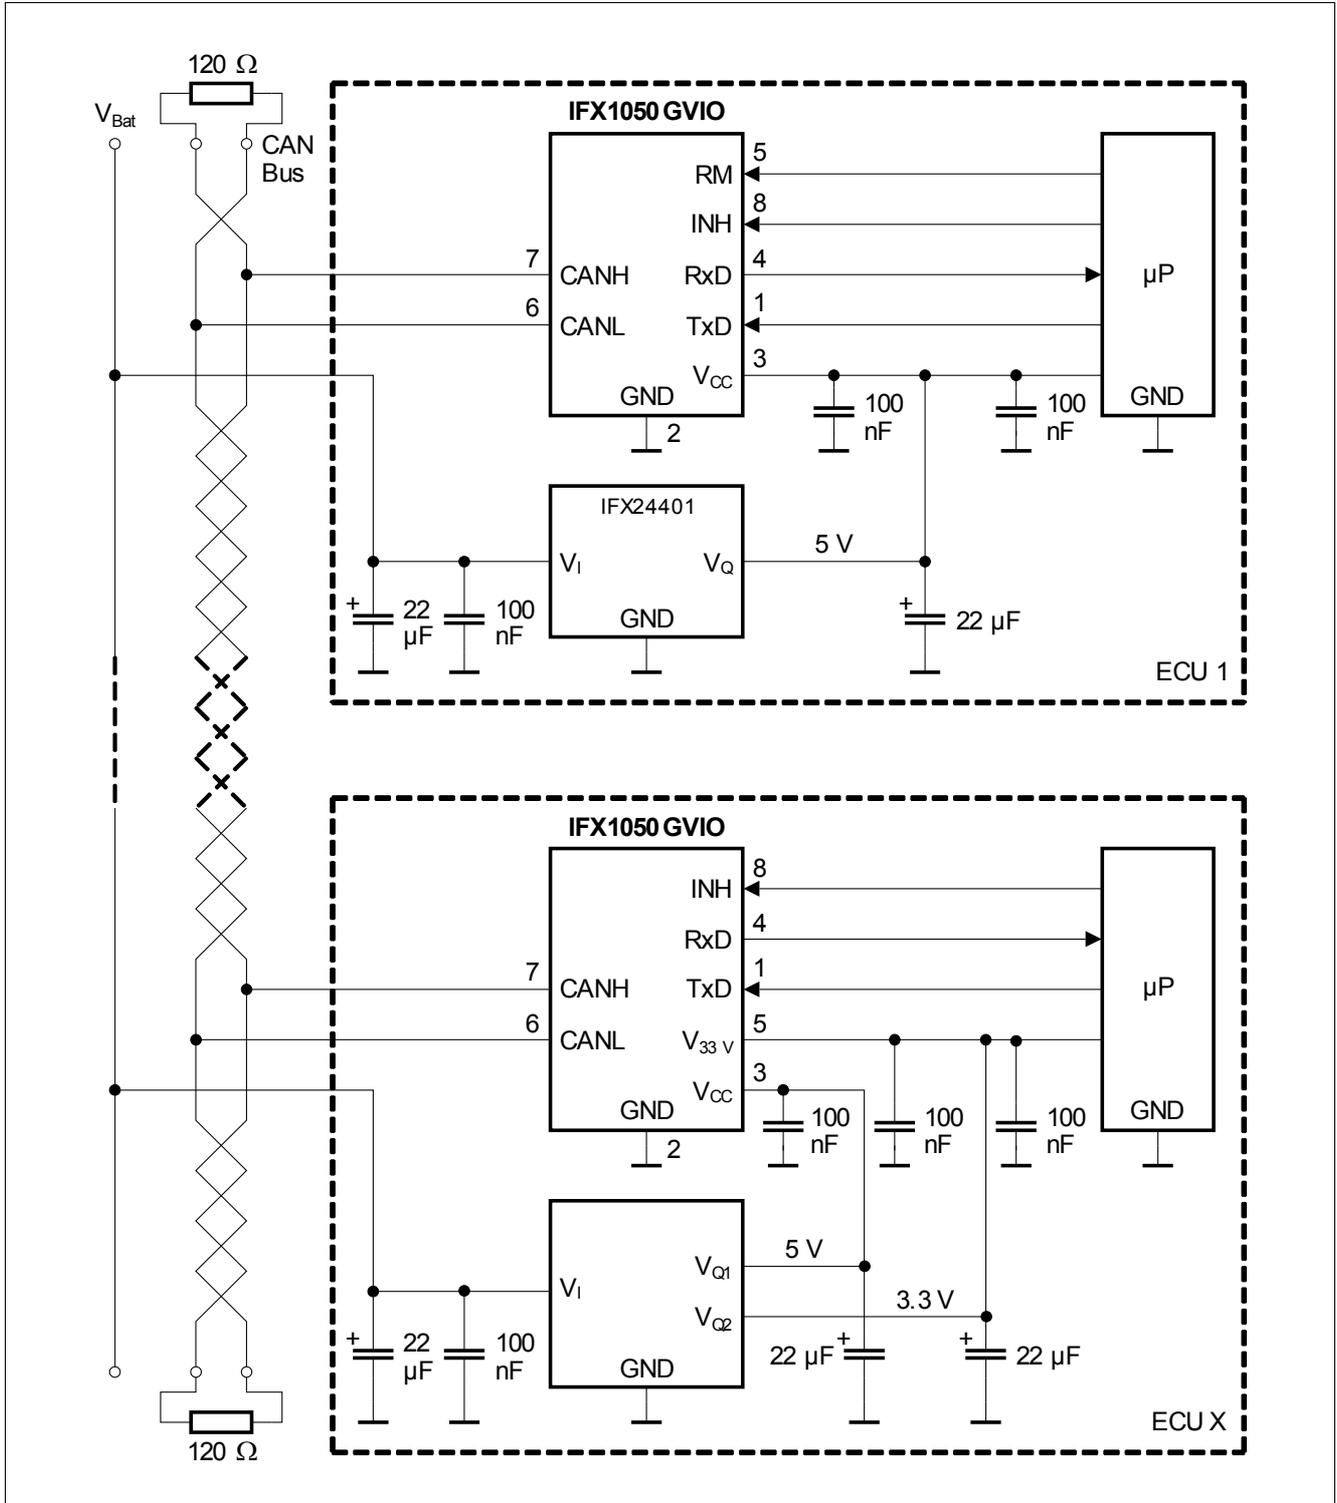 120 Ω
V_Bat
CAN
Bus
IFX1050 GVIO
5
RM
8
INH
7
CANH
4
RxD
µP
6
CANL
1
TxD
3
V_CC
GND
2
100
nF
100
nF
GND
IFX24401
V_I
V_Q
5 V
GND
+
22
µF
100
nF
+
22 µF
ECU 1
IFX1050 GVIO
8
INH
4
RxD
7
CANH
1
TxD
µP
6
CANL
5
V_33 V
3
V_CC
GND
2
100
nF
100
nF
100
nF
GND
V_I
V_Q1
5 V
V_Q2
3.3 V
GND
+
22
µF
100
nF
+
22 µF
+
22 µF
ECU X
120 Ω